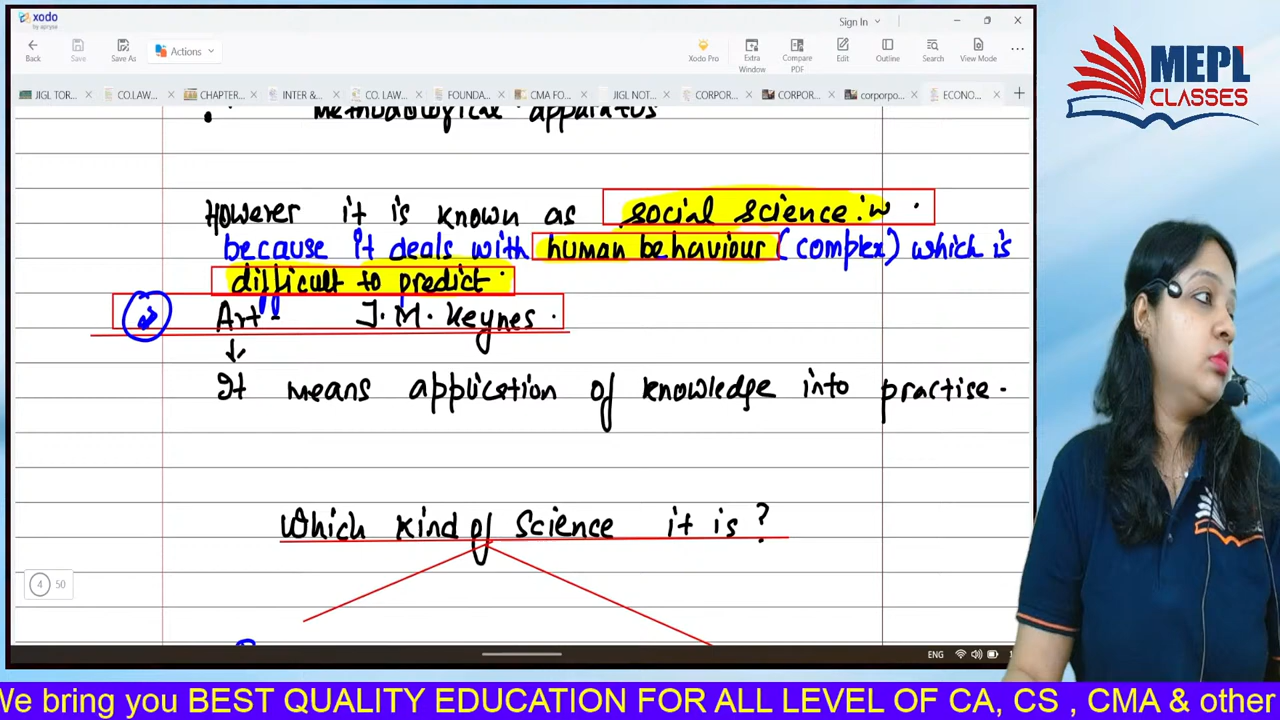 xodo
by apryse
Sign In
Back
Save
Save As
Actions
Xodo Pro
Extra Window
Compare PDF
Edit
Outline
Search
View Mode
JIGL TOR...
CO.LAW...
CHAPTER...
INTER &...
CO.LAW...
FOUNDA...
CMA FO...
JIGL NOT...
CORPOR...
CORPOR...
corporpo...
ECONO...
MEPL
CLASSES
methodological apparatus
However it is known as social science
because it deals with human behaviour (complex) which is
difficult to predict.
Art J.M. Keynes.
It means application of knowledge into practise.
Which kind of Science it is?
4 50
ENG
We bring you BEST QUALITY EDUCATION FOR ALL LEVEL OF CA, CS , CMA & other